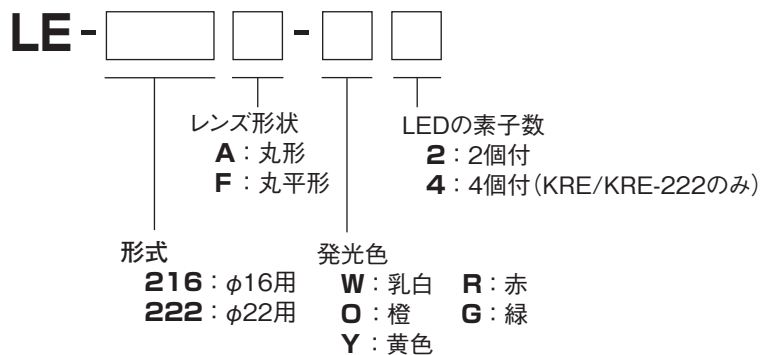 LE- -
レンズ形状
A：丸形
F：丸平形
LEDの素子数
2：2個付
4：4個付(KRE/KRE-222のみ)
形式
216：φ16用
222：φ22用
発光色
W：乳白 R：赤
O：橙 G：緑
Y：黄色